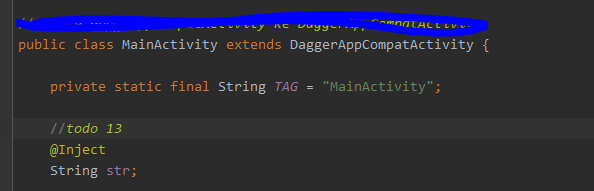 public class MainActivity extends DaggerAppCompatActivity {
private static final String TAG = "MainActivity";
//todo 13
@Inject
String str;